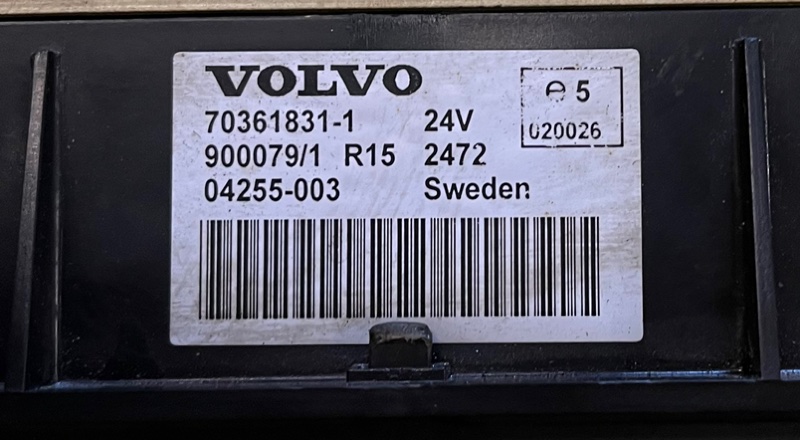 VOLVO
70361831-1 24V
900079/1 R15 2472
04255-003 Sweden
e 5
020026